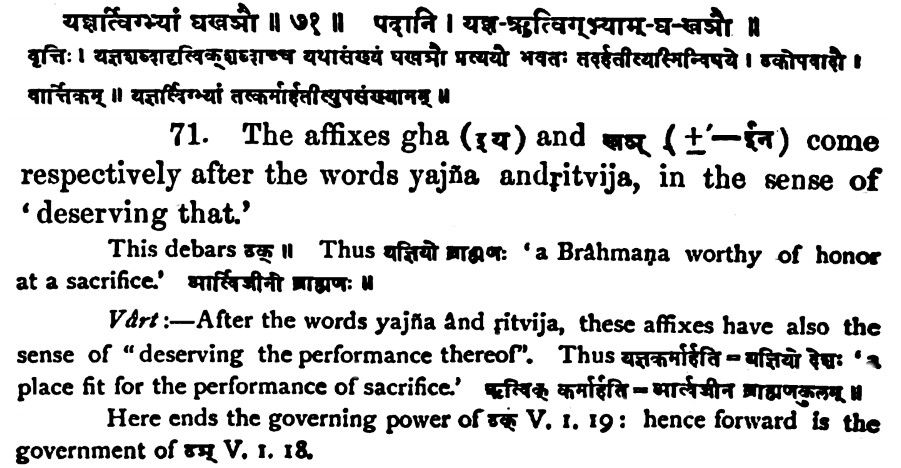 यज्ञर्त्विग्भ्यां घखञौ ॥ ७१ ॥ पदानि । यज्ञ-ऋत्विग्भ्याम्-घ-खञौ ॥
वृत्तिः । यज्ञशब्दादृत्विक्शब्दाच्च यथासंख्यं घखञौ प्रत्ययौ भवतः तदर्हतीत्यस्मिन्विषये । ठकोपवादौ ।
वार्त्तिकम् ॥ यज्ञर्त्विग्भ्यां तत्कर्मार्हतीत्युपसंख्यानम् ॥
71. The affixes gha (इय) and खञ् (±′—ईन) come
respectively after the words yajña andṛitvija, in the sense of
‘deserving that.’
This debars ठक् ॥ Thus यज्ञियो ब्राह्मणः ‘a Brâhmaṇa worthy of honor
at a sacrifice.’ आर्त्विजीनी ब्राह्मणः ॥
Vârt :—After the words yajña ând ṛitvija, these affixes have also the
sense of “deserving the performance thereof”. Thus यज्ञकर्मार्हति = यज्ञियो देशः ‘a
place fit for the performance of sacrifice.’ ऋत्विक् कर्मार्हति = आर्त्विजीन ब्राह्मणकुलम् ॥
Here ends the governing power of ठक् V. 1. 19 : hence forward is the
government of ठञ् V. 1. 18.